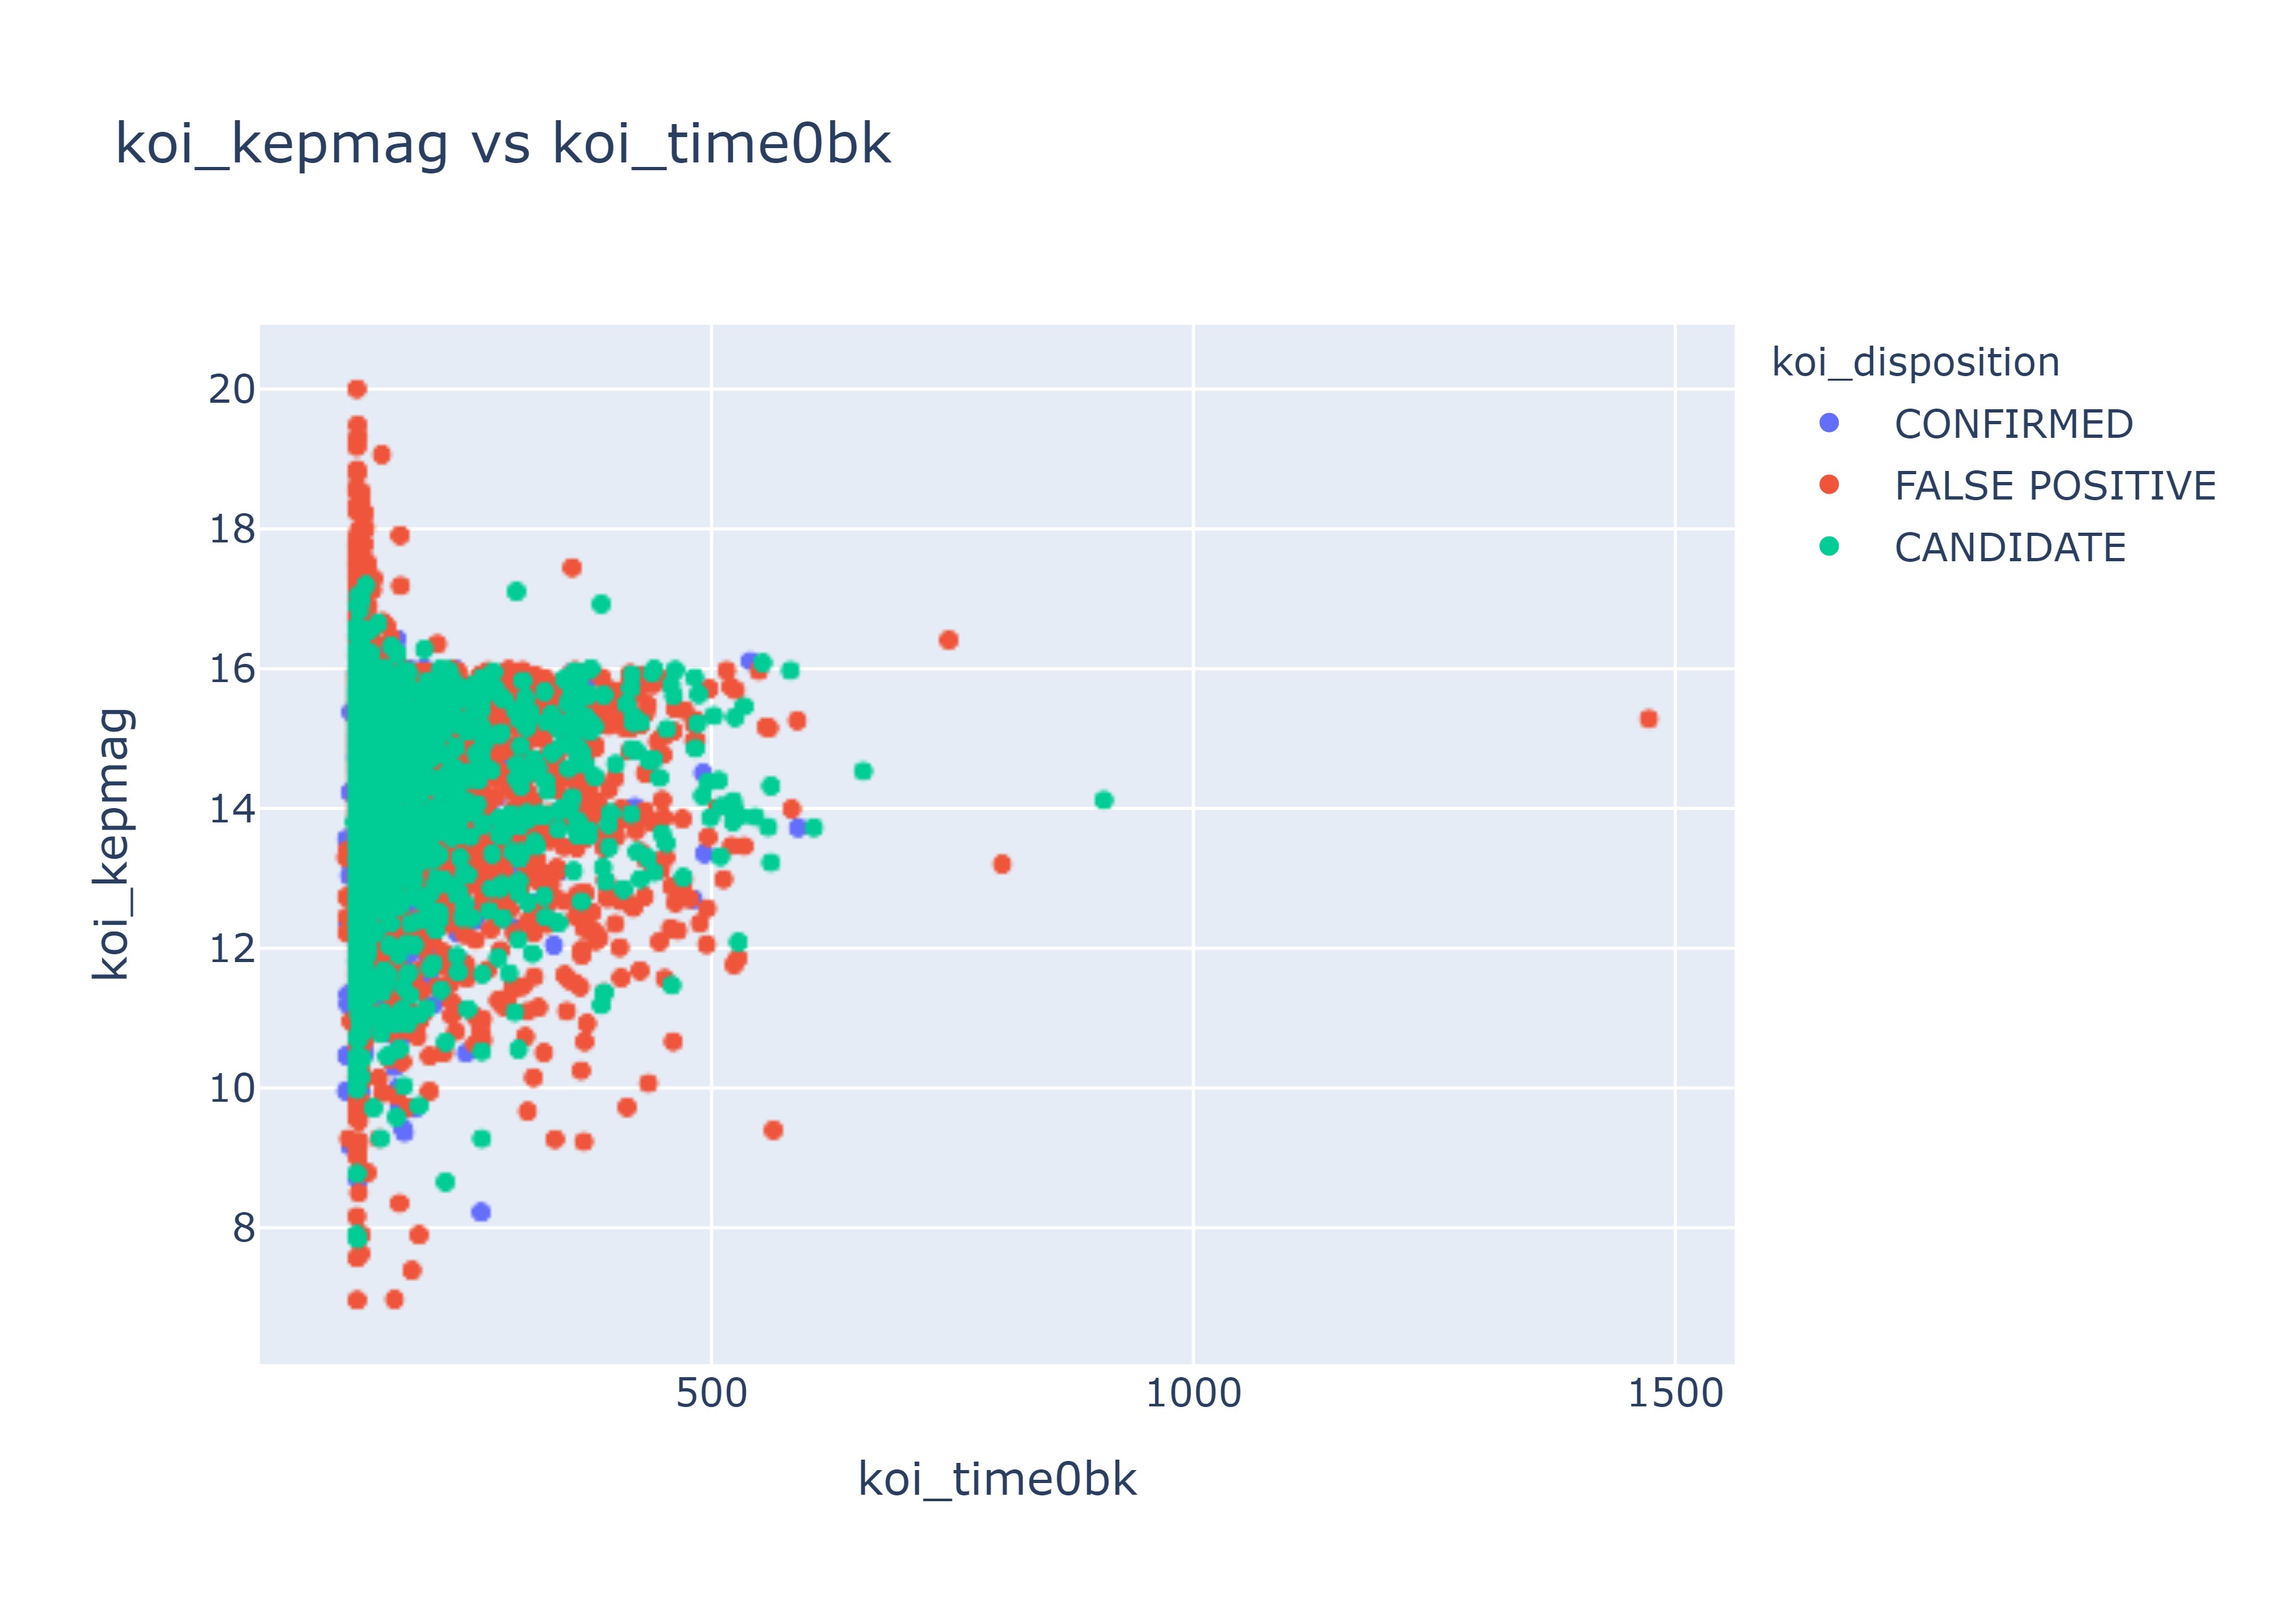 koi_kepmag vs koi_time0bk
koi_disposition
CONFIRMED
FALSE POSITIVE
CANDIDATE
koi_kepmag
20
18
16
14
12
10
8
500
1000
1500
koi_time0bk